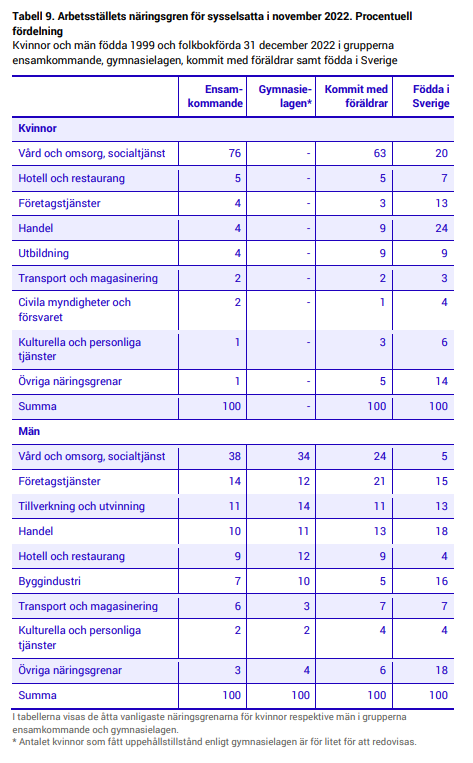 Tabell 9. Arbetsställets näringsgren för sysselsatta i november 2022. Procentuell
fördelning
Kvinnor och män födda 1999 och folkbokförda 31 december 2022 i grupperna
ensamkommande, gymnasielagen, kommit med föräldrar samt födda i Sverige
Ensam- Gymnasie- Kommit med Födda i
kommande lagen* föräldrar Sverige
Kvinnor
Vård och omsorg, socialtjänst 76 - 63 20
Hotell och restaurang 5 - 5 7
Företagstjänster 4 - 3 13
Handel 4 - 9 24
Utbildning 4 - 9 9
Transport och magasinering 2 - 2 3
Civila myndigheter och 2 - 1 4
försvaret
Kulturella och personliga 1 - 3 6
tjänster
Övriga näringsgrenar 1 - 5 14
Summa 100 - 100 100
Män
Vård och omsorg, socialtjänst 38 34 24 5
Företagstjänster 14 12 21 15
Tillverkning och utvinning 11 14 11 13
Handel 10 11 13 18
Hotell och restaurang 9 12 9 4
Byggindustri 7 10 5 16
Transport och magasinering 6 3 7 7
Kulturella och personliga 2 2 4 4
tjänster
Övriga näringsgrenar 3 4 6 18
Summa 100 100 100 100
I tabellerna visas de åtta vanligaste näringsgrenarna för kvinnor respektive män i grupperna
ensamkommande och gymnasielagen.
* Antalet kvinnor som fått uppehållstillstånd enligt gymnasielagen är för litet för att redovisas.